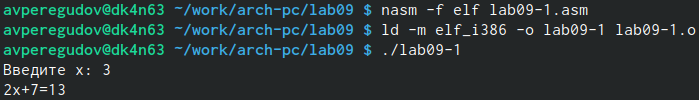 avperegudov@dk4n63 ~/work/arch-pc/lab09 $ nasm -f elf lab09-1.asm
avperegudov@dk4n63 ~/work/arch-pc/lab09 $ ld -m elf_i386 -o lab09-1 lab09-1.o
avperegudov@dk4n63 ~/work/arch-pc/lab09 $ ./lab09-1
Введите x: 3
2x+7=13